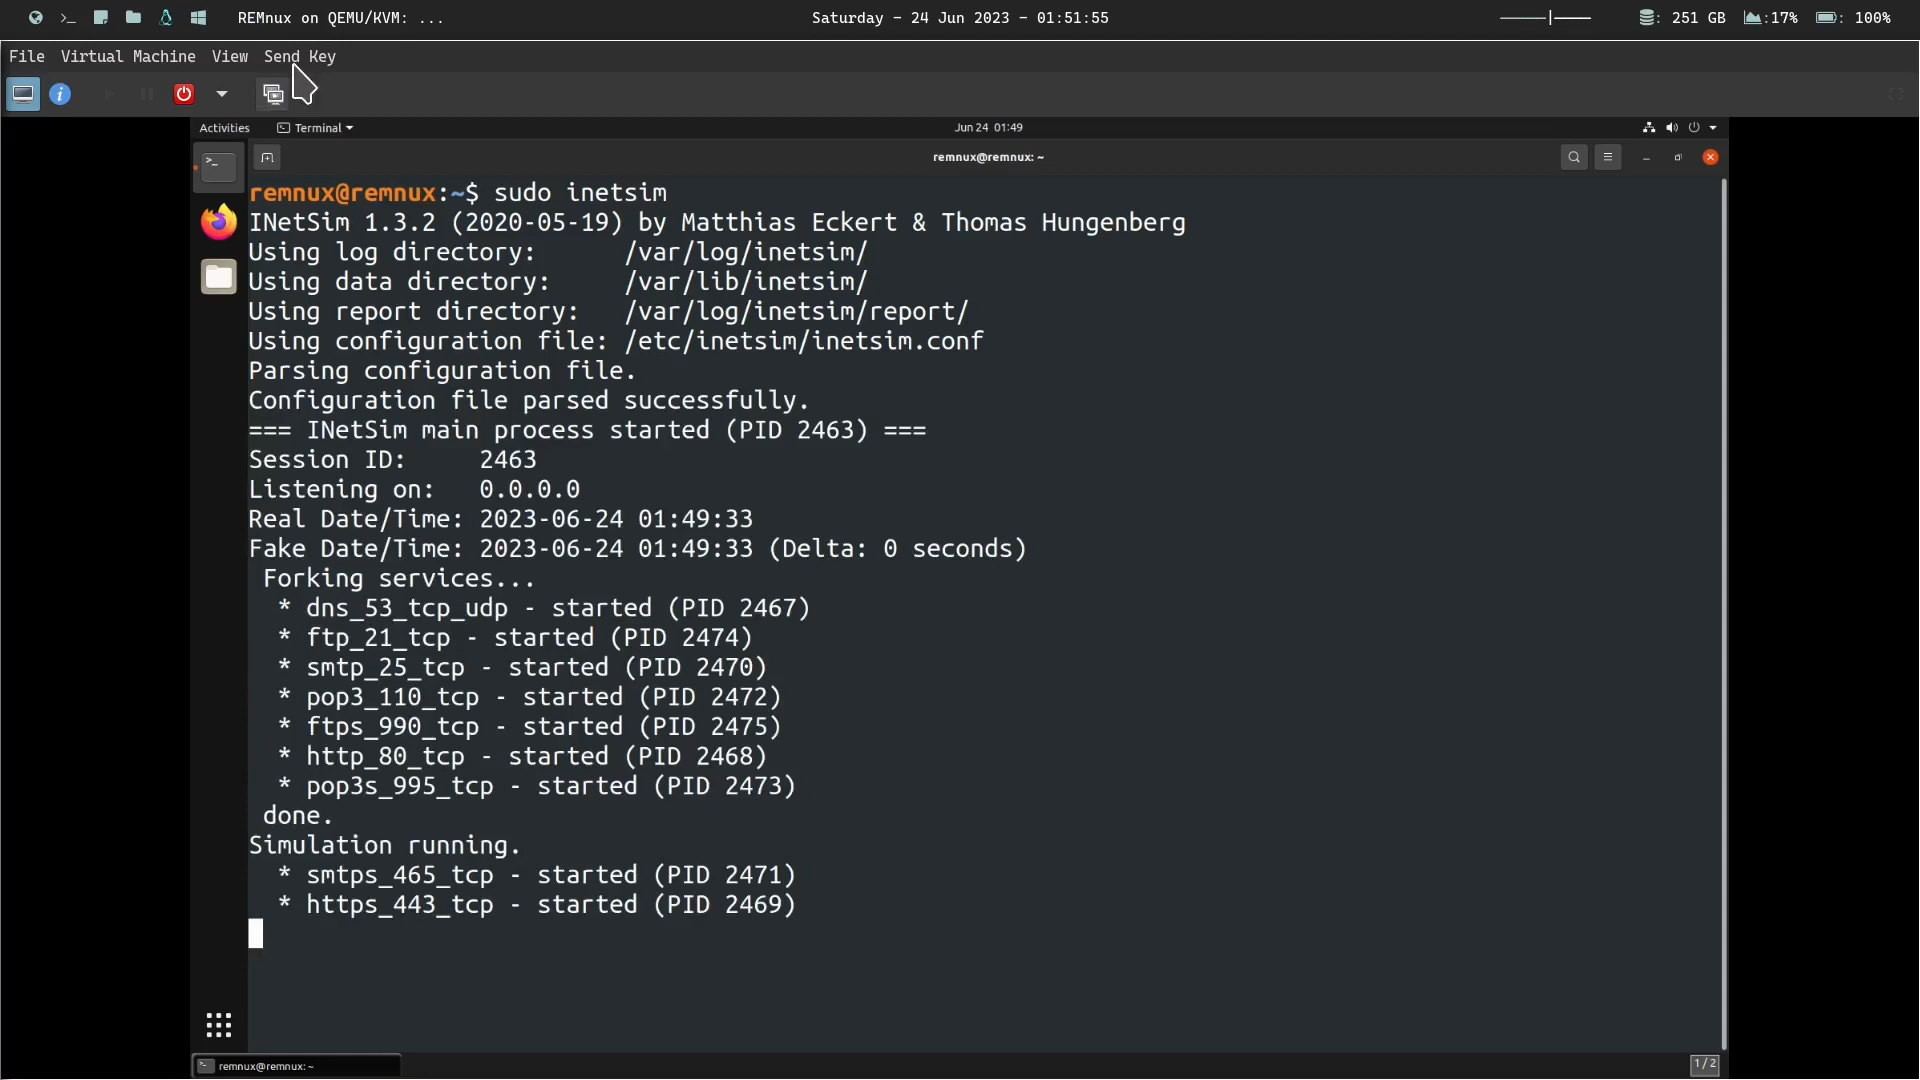 REMnux on QEMU/KVM: ...
Saturday - 24 Jun 2023 - 01:51:55
: 251 GB
:17%
: 100%
File Virtual Machine View Send Key
Activities
Terminal
Jun 24 01:49
remnux@remnux: ~
remnux@remnux:~$ sudo inetsim
INetSim 1.3.2 (2020-05-19) by Matthias Eckert & Thomas Hungenberg
Using log directory: /var/log/inetsim/
Using data directory: /var/lib/inetsim/
Using report directory: /var/log/inetsim/report/
Using configuration file: /etc/inetsim/inetsim.conf
Parsing configuration file.
Configuration file parsed successfully.
=== INetSim main process started (PID 2463) ===
Session ID: 2463
Listening on: 0.0.0.0
Real Date/Time: 2023-06-24 01:49:33
Fake Date/Time: 2023-06-24 01:49:33 (Delta: 0 seconds)
Forking services...
* dns_53_tcp_udp - started (PID 2467)
* ftp_21_tcp - started (PID 2474)
* smtp_25_tcp - started (PID 2470)
* pop3_110_tcp - started (PID 2472)
* ftps_990_tcp - started (PID 2475)
* http_80_tcp - started (PID 2468)
* pop3s_995_tcp - started (PID 2473)
done.
Simulation running.
* smtps_465_tcp - started (PID 2471)
* https_443_tcp - started (PID 2469)
remnux@remnux: ~
1/2